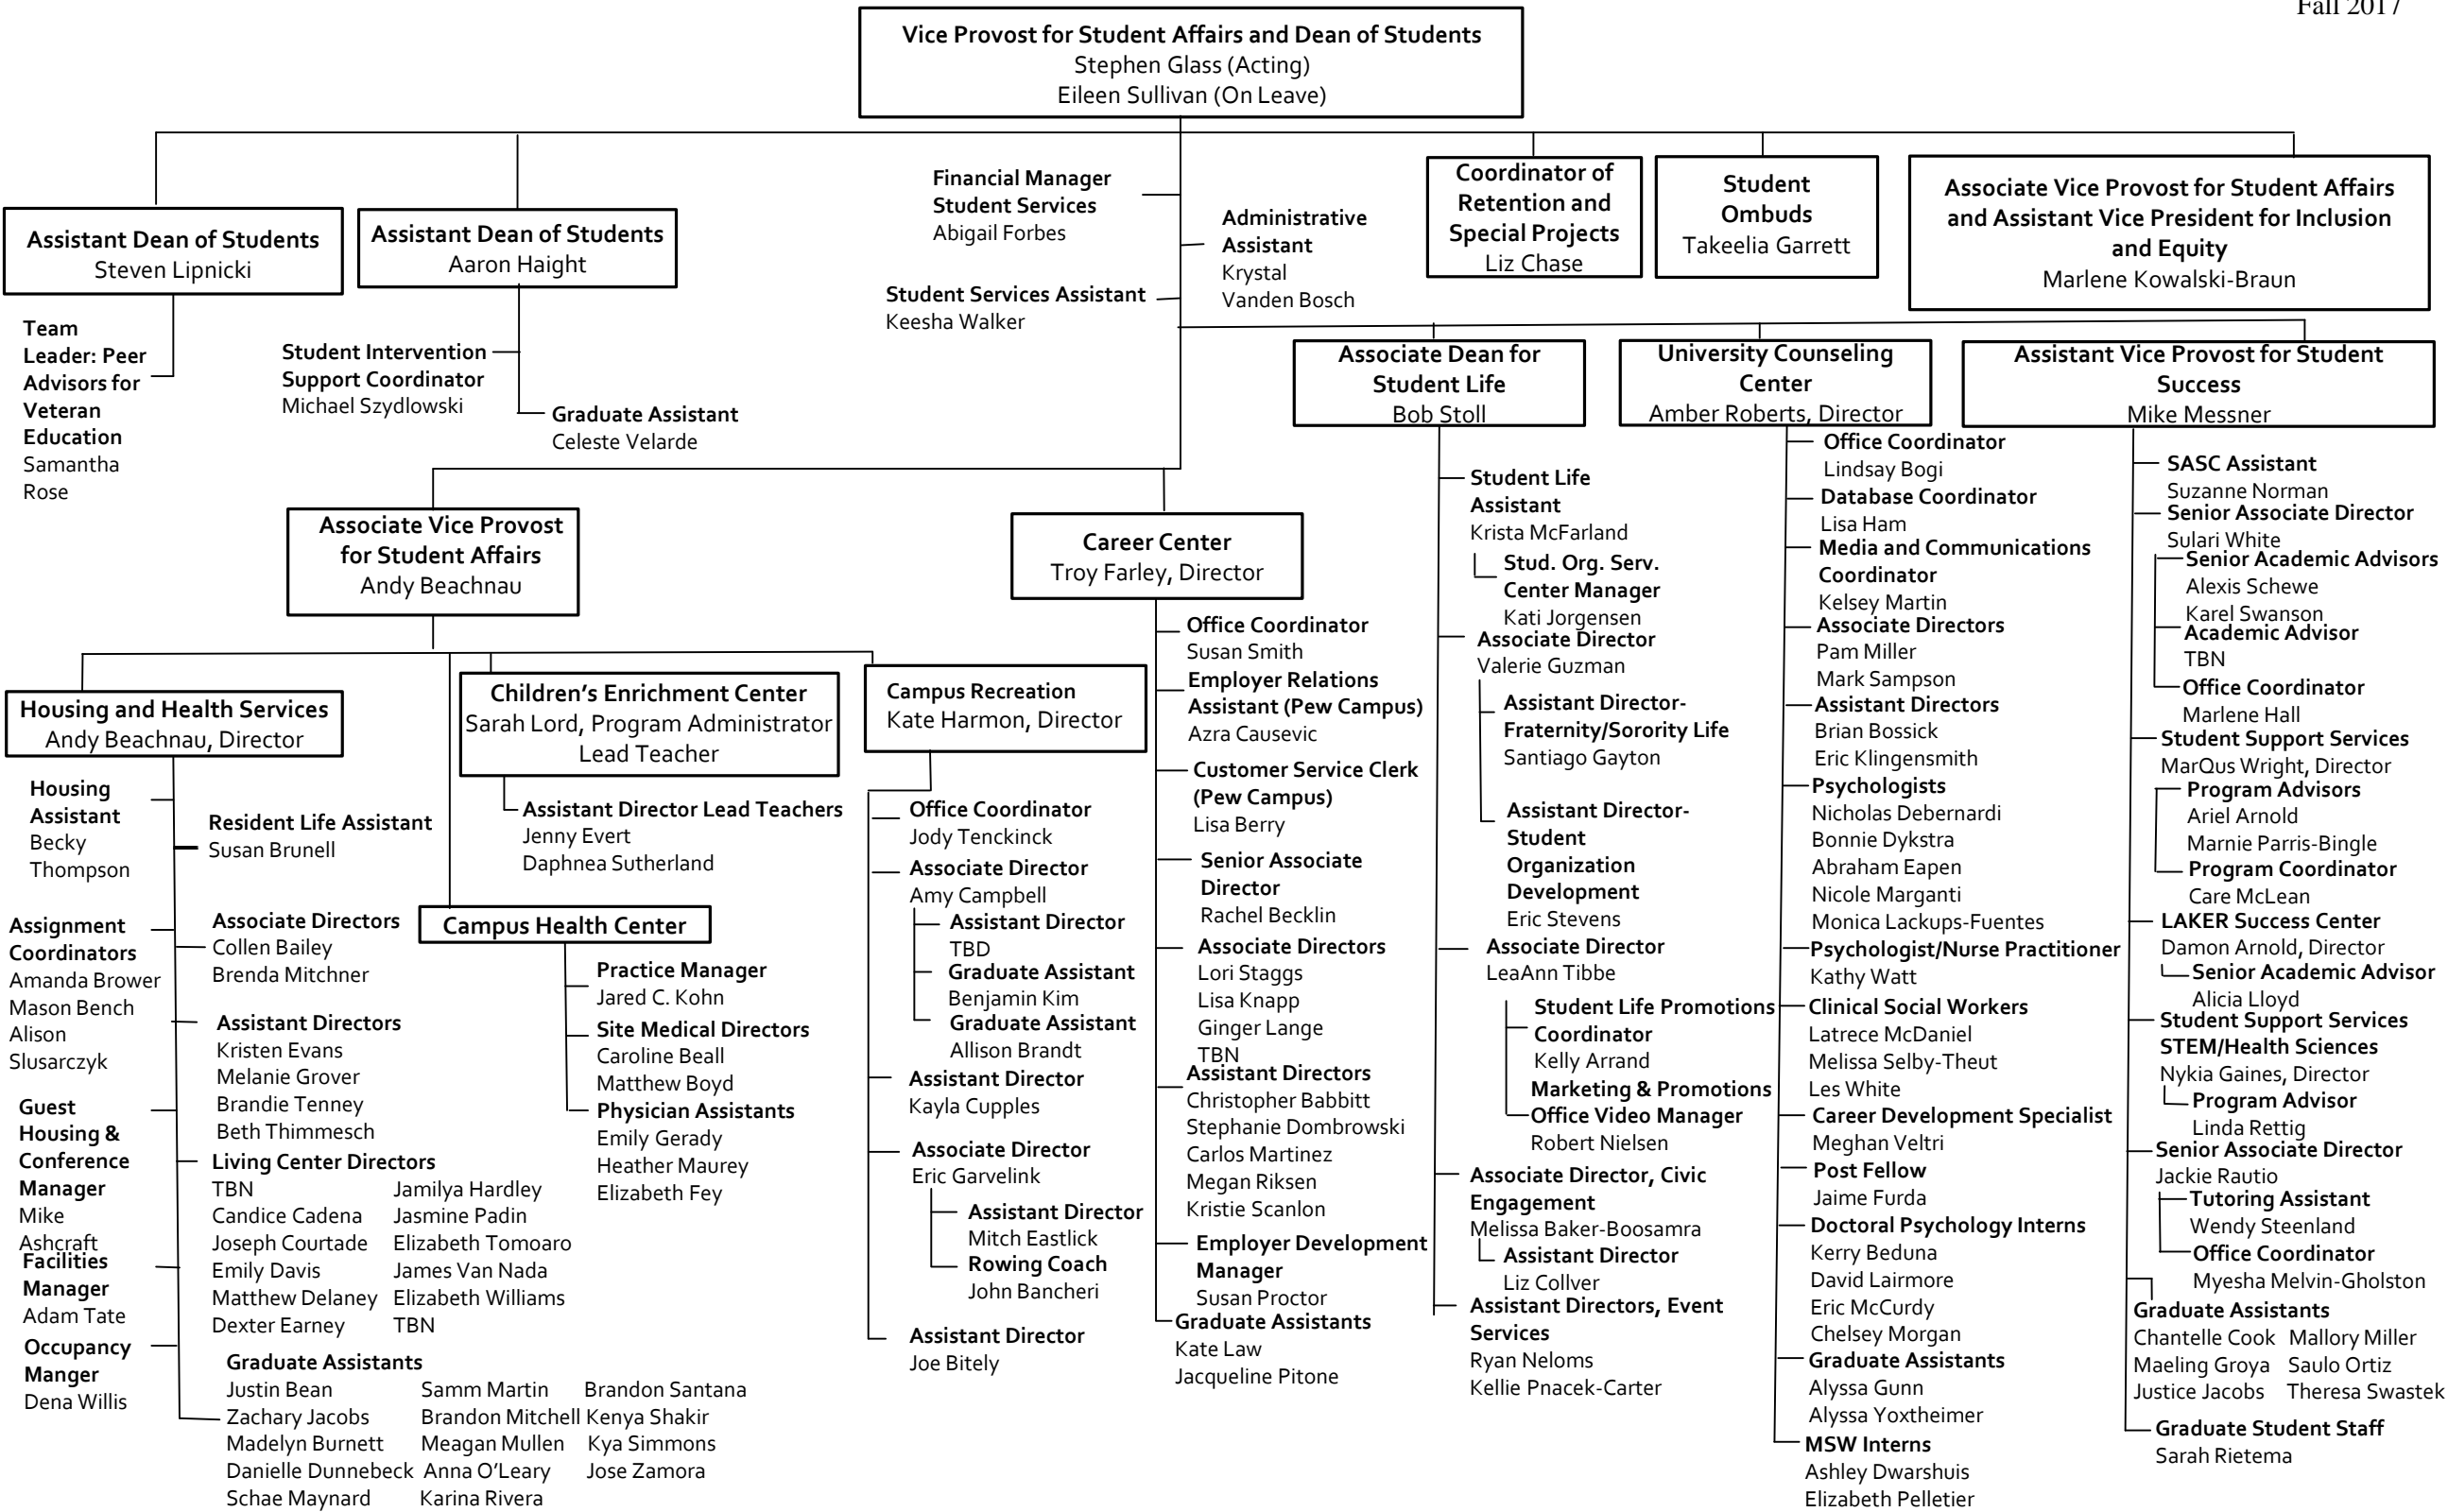 Fall 2017
Vice Provost for Student Affairs and Dean of Students
Stephen Glass (Acting)
Eileen Sullivan (On Leave)
Assistant Dean of Students
Steven Lipnicki
Team
Leader: Peer
Advisors for
Veteran
Education
Samantha
Rose
Assistant Dean of Students
Aaron Haight
Student Intervention
Support Coordinator
Michael Szydlowski
Graduate Assistant
Celeste Velarde
Financial Manager
Student Services
Abigail Forbes
Administrative
Assistant
Krystal
Vanden Bosch
Student Services Assistant
Keesha Walker
Coordinator of
Retention and
Special Projects
Liz Chase
Student
Ombuds
Takeelia Garrett
Associate Vice Provost for Student Affairs
and Assistant Vice President for Inclusion
and Equity
Marlene Kowalski-Braun
Associate Vice Provost
for Student Affairs
Andy Beachnau
Housing and Health Services
Andy Beachnau, Director
Housing
Assistant
Becky
Thompson
Resident Life Assistant
Susan Brunell
Assignment
Coordinators
Amanda Brower
Mason Bench
Alison
Slusarczyk
Associate Directors
Collen Bailey
Brenda Mitchner
Assistant Directors
Kristen Evans
Melanie Grover
Brandie Tenney
Beth Thimmesch
Guest
Housing &
Conference
Manager
Mike
Ashcraft
Facilities
Manager
Adam Tate
Occupancy
Manger
Dena Willis
Living Center Directors
TBN Jamilya Hardley
Candice Cadena Jasmine Padin
Joseph Courtade Elizabeth Tomoaro
Emily Davis James Van Nada
Matthew Delaney Elizabeth Williams
Dexter Earney TBN
Graduate Assistants
Justin Bean Samm Martin Brandon Santana
Zachary Jacobs Brandon Mitchell Kenya Shakir
Madelyn Burnett Meagan Mullen Kya Simmons
Danielle Dunnebeck Anna O’Leary Jose Zamora
Schae Maynard Karina Rivera
Children’s Enrichment Center
Sarah Lord, Program Administrator
Lead Teacher
Assistant Director Lead Teachers
Jenny Evert
Daphnea Sutherland
Campus Health Center
Practice Manager
Jared C. Kohn
Site Medical Directors
Caroline Beall
Matthew Boyd
Physician Assistants
Emily Gerady
Heather Maurey
Elizabeth Fey
Campus Recreation
Kate Harmon, Director
Office Coordinator
Jody Tenckinck
Associate Director
Amy Campbell
Assistant Director
TBD
Graduate Assistant
Benjamin Kim
Graduate Assistant
Allison Brandt
Assistant Director
Kayla Cupples
Associate Director
Eric Garvelink
Assistant Director
Mitch Eastlick
Rowing Coach
John Bancheri
Assistant Director
Joe Bitely
Career Center
Troy Farley, Director
Office Coordinator
Susan Smith
Employer Relations
Assistant (Pew Campus)
Azra Causevic
Customer Service Clerk
(Pew Campus)
Lisa Berry
Senior Associate
Director
Rachel Becklin
Associate Directors
Lori Staggs
Lisa Knapp
Ginger Lange
TBN
Assistant Directors
Christopher Babbitt
Stephanie Dombrowski
Carlos Martinez
Megan Riksen
Kristie Scanlon
Employer Development
Manager
Susan Proctor
Graduate Assistants
Kate Law
Jacqueline Pitone
Associate Dean for
Student Life
Bob Stoll
Student Life
Assistant
Krista McFarland
Stud. Org. Serv.
Center Manager
Kati Jorgensen
Associate Director
Valerie Guzman
Assistant Director-
Fraternity/Sorority Life
Santiago Gayton
Assistant Director-
Student
Organization
Development
Eric Stevens
Associate Director
LeaAnn Tibbe
Student Life Promotions
Coordinator
Kelly Arrand
Marketing & Promotions
Office Video Manager
Robert Nielsen
Associate Director, Civic
Engagement
Melissa Baker-Boosamra
Assistant Director
Liz Collver
Assistant Directors, Event
Services
Ryan Neloms
Kellie Pnacek-Carter
University Counseling
Center
Amber Roberts, Director
Office Coordinator
Lindsay Bogi
Database Coordinator
Lisa Ham
Media and Communications
Coordinator
Kelsey Martin
Associate Directors
Pam Miller
Mark Sampson
Assistant Directors
Brian Bossick
Eric Klingensmith
Psychologists
Nicholas Debernardi
Bonnie Dykstra
Abraham Eapen
Nicole Marganti
Monica Lackups-Fuentes
Psychologist/Nurse Practitioner
Kathy Watt
Clinical Social Workers
Latrece McDaniel
Melissa Selby-Theut
Les White
Career Development Specialist
Meghan Veltri
Post Fellow
Jaime Furda
Doctoral Psychology Interns
Kerry Beduna
David Lairmore
Eric McCurdy
Chelsey Morgan
Graduate Assistants
Alyssa Gunn
Alyssa Yoxtheimer
MSW Interns
Ashley Dwarshuis
Elizabeth Pelletier
Assistant Vice Provost for Student
Success
Mike Messner
SASC Assistant
Suzanne Norman
Senior Associate Director
Sulari White
Senior Academic Advisors
Alexis Schewe
Karel Swanson
Academic Advisor
TBN
Office Coordinator
Marlene Hall
Student Support Services
MarQus Wright, Director
Program Advisors
Ariel Arnold
Marnie Parris-Bingle
Program Coordinator
Care McLean
LAKER Success Center
Damon Arnold, Director
Senior Academic Advisor
Alicia Lloyd
Student Support Services
STEM/Health Sciences
Nykia Gaines, Director
Program Advisor
Linda Rettig
Senior Associate Director
Jackie Rautio
Tutoring Assistant
Wendy Steenland
Office Coordinator
Myesha Melvin-Gholston
Graduate Assistants
Chantelle Cook Mallory Miller
Maeling Groya Saulo Ortiz
Justice Jacobs Theresa Swastek
Graduate Student Staff
Sarah Rietema